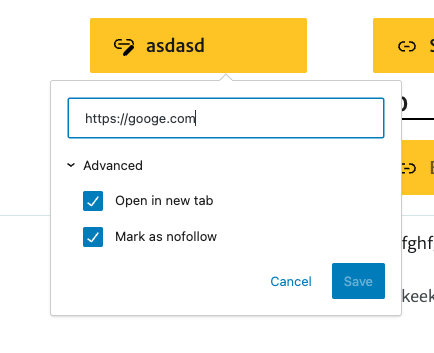 asdasd
https://googe.com
Advanced
Open in new tab
fghf
Mark as nofollow
Cancel
Save
keek